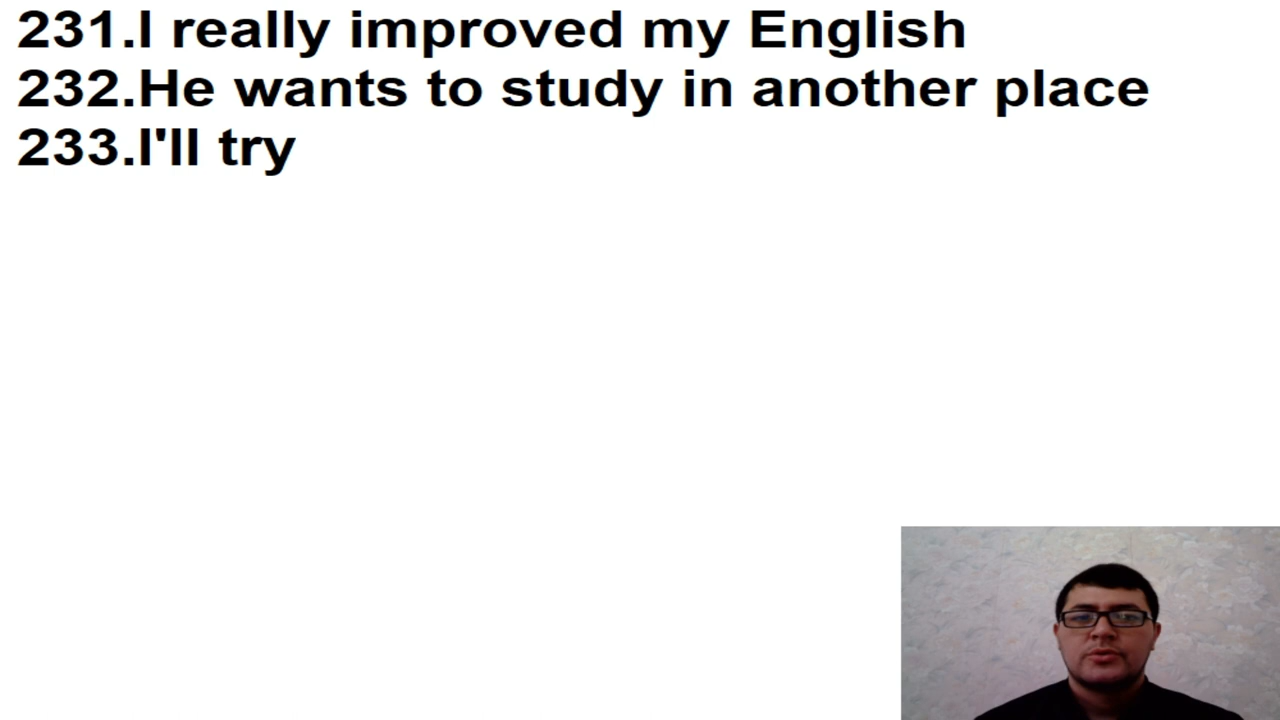 231.I really improved my English
232.He wants to study in another place
233.I'll try